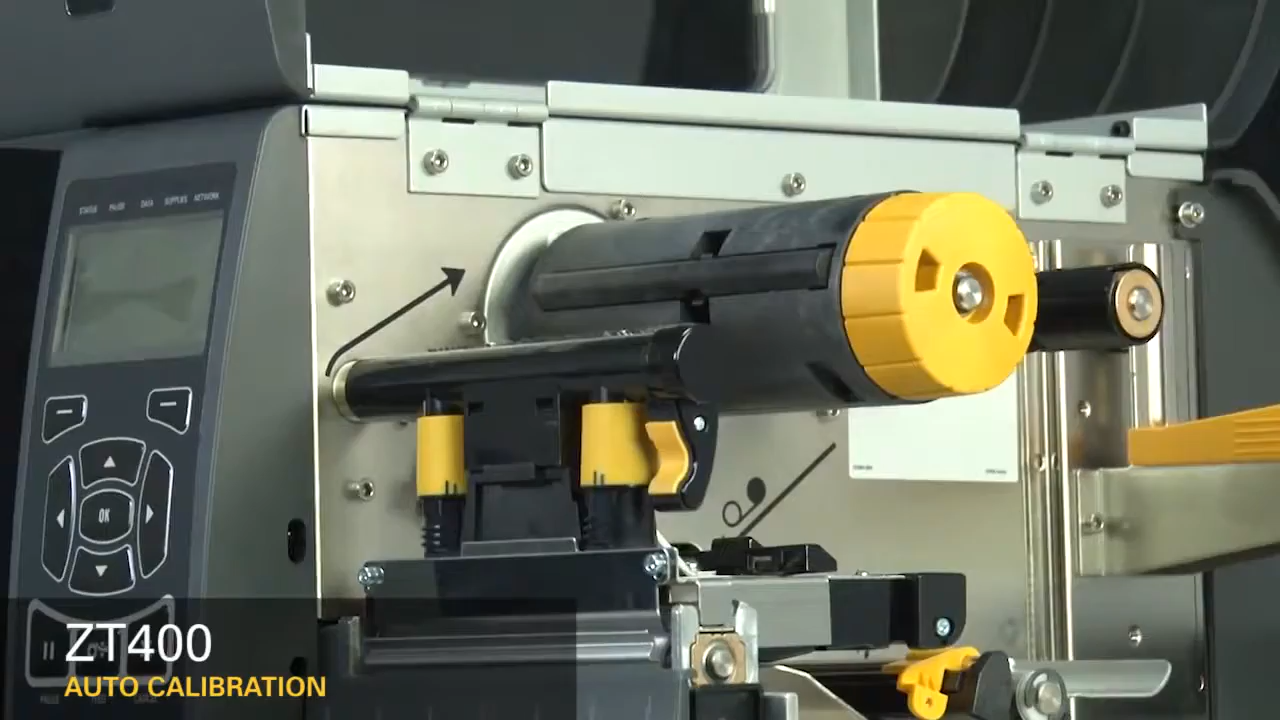 STATUS PAUSE DATA SUPPLIES NETWORK
OK
ZT400
AUTO CALIBRATION